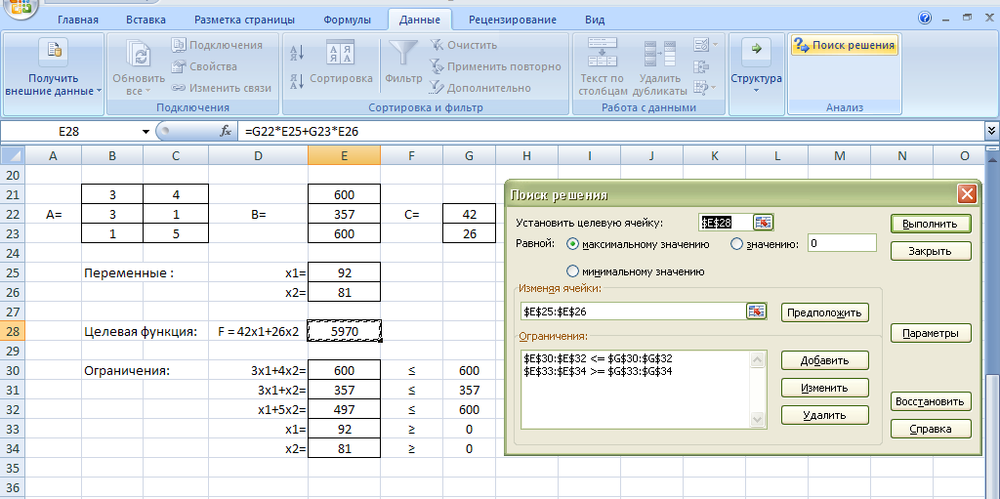 Главная Вставка Разметка страницы Формулы Данные Рецензирование Вид
Получить внешние данные
Обновить все
Подключения
Свойства
Изменить связи
Подключения
Сортировка
Фильтр
Очистить
Применить повторно
Дополнительно
Сортировка и фильтр
Текст по столбцам
Удалить дубликаты
Работа с данными
Структура
Поиск решения
Анализ
E28 fx =G22*E25+G23*E26
A B C D E F G H I J K L M N O
20
21 3 4 600
22 A= 3 1 B= 357 C= 42
23 1 5 600 26
24
25 Переменные : x1= 92
26 x2= 81
27
28 Целевая функция: F = 42x1+26x2 5970
29
30 Ограничения: 3x1+4x2= 600 ≤ 600
31 3x1+x2= 357 ≤ 357
32 x1+5x2= 497 ≤ 600
33 x1= 92 ≥ 0
34 x2= 81 ≥ 0
35
36
Поиск решения
Установить целевую ячейку: $E$28 Выполнить
Равной: максимальному значению значению: 0 Закрыть
минимальному значению
Изменяя ячейки:
$E$25:$E$26 Предположить
Ограничения: Параметры
$E$30:$E$32 <= $G$30:$G$32 Добавить
$E$33:$E$34 >= $G$33:$G$34
Изменить
Восстановить
Удалить
Справка